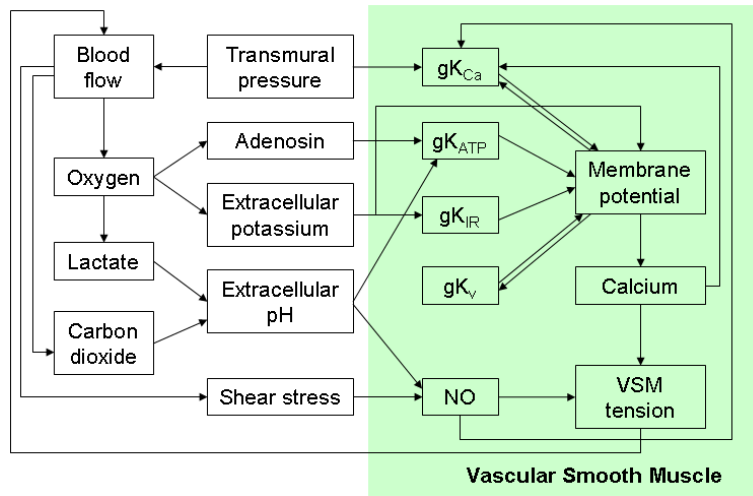 Blood
flow
Transmural
pressure
gKCa
Adenosin
gKATP
Oxygen
Membrane
potential
Extracellular
potassium
gKIR
Lactate
Extracellular
pH
gKv
Calcium
Carbon
dioxide
Shear stress
NO
VSM
tension
Vascular Smooth Muscle